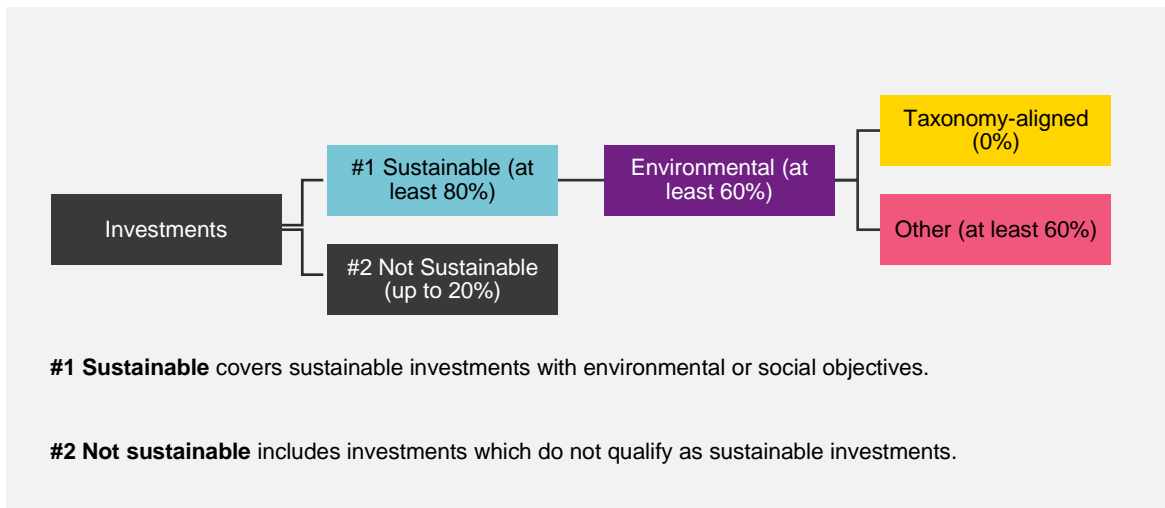 Investments
#1 Sustainable (at
least 80%)
#2 Not Sustainable
(up to 20%)
Environmental (at
least 60%)
Taxonomy-aligned
(0%)
Other (at least 60%)
#1 Sustainable covers sustainable investments with environmental or social objectives.
#2 Not sustainable includes investments which do not qualify as sustainable investments.